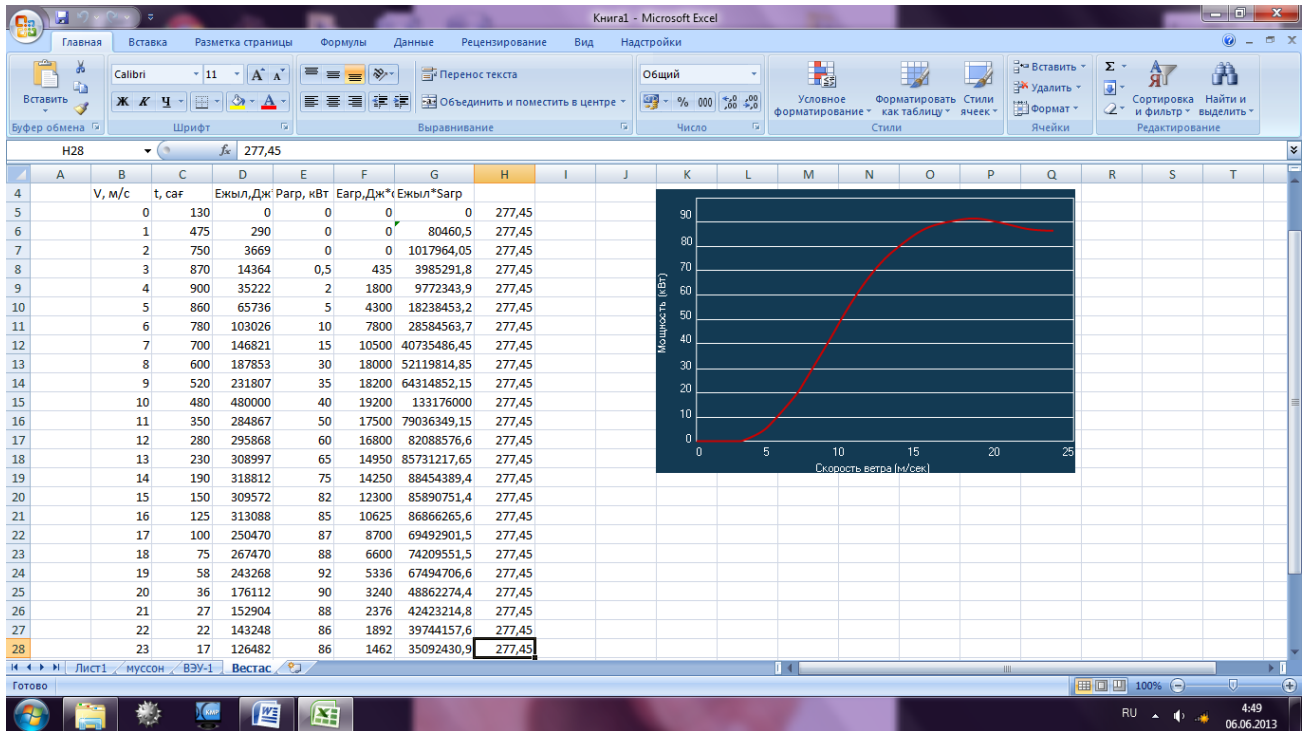 Книга1 - Microsoft Excel
Главная Вставка Разметка страницы Формулы Данные Рецензирование Вид Надстройки
Вставить
Calibri 11
Ж К Ч
Перенос текста
Объединить и поместить в центре
Общий
% 000
Условное форматирование
Форматировать как таблицу
Стили ячеек
Вставить
Удалить
Формат
Сортировка и фильтр
Найти и выделить
Буфер обмена Шрифт Выравнивание Число Стили Ячейки Редактирование
H28 fx 277,45
A B C D E F G H I J K L M N O P Q R S T
4 V, м/с t, сағ Eжыл,Дж Pагр, кВт Eагр,Дж*( Eжыл*Sагр
5 0 130 0 0 0 0 277,45
6 1 475 290 0 0 80460,5 277,45
7 2 750 3669 0 0 1017964,05 277,45
8 3 870 14364 0,5 435 3985291,8 277,45
9 4 900 35222 2 1800 9772343,9 277,45
10 5 860 65736 5 4300 18238453,2 277,45
11 6 780 103026 10 7800 28584563,7 277,45
12 7 700 146821 15 10500 40735486,45 277,45
13 8 600 187853 30 18000 52119814,85 277,45
14 9 520 231807 35 18200 64314852,15 277,45
15 10 480 480000 40 19200 133176000 277,45
16 11 350 284867 50 17500 79036349,15 277,45
17 12 280 295868 60 16800 82088576,6 277,45
18 13 230 308997 65 14950 85731217,65 277,45
19 14 190 318812 75 14250 88454389,4 277,45
20 15 150 309572 82 12300 85890751,4 277,45
21 16 125 313088 85 10625 86866265,6 277,45
22 17 100 250470 87 8700 69492901,5 277,45
23 18 75 267470 88 6600 74209551,5 277,45
24 19 58 243268 92 5336 67494706,6 277,45
25 20 36 176112 90 3240 48862274,4 277,45
26 21 27 152904 88 2376 42423214,8 277,45
27 22 22 143248 86 1892 39744157,6 277,45
28 23 17 126482 86 1462 35092430,9 277,45
Мощность (кВт)
90
80
70
60
50
40
30
20
10
0
0 5 10 15 20 25
Скорость ветра (м/сек)
Лист1 муссон ВЭУ-1 Вестас
Готово 100%
KMP
RU 4:49
06.06.2013